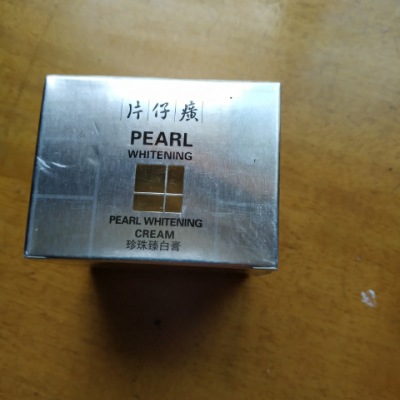 片仔癀
PEARL
WHITENING
PEARL WHITENING
CREAM
珍珠臻白膏